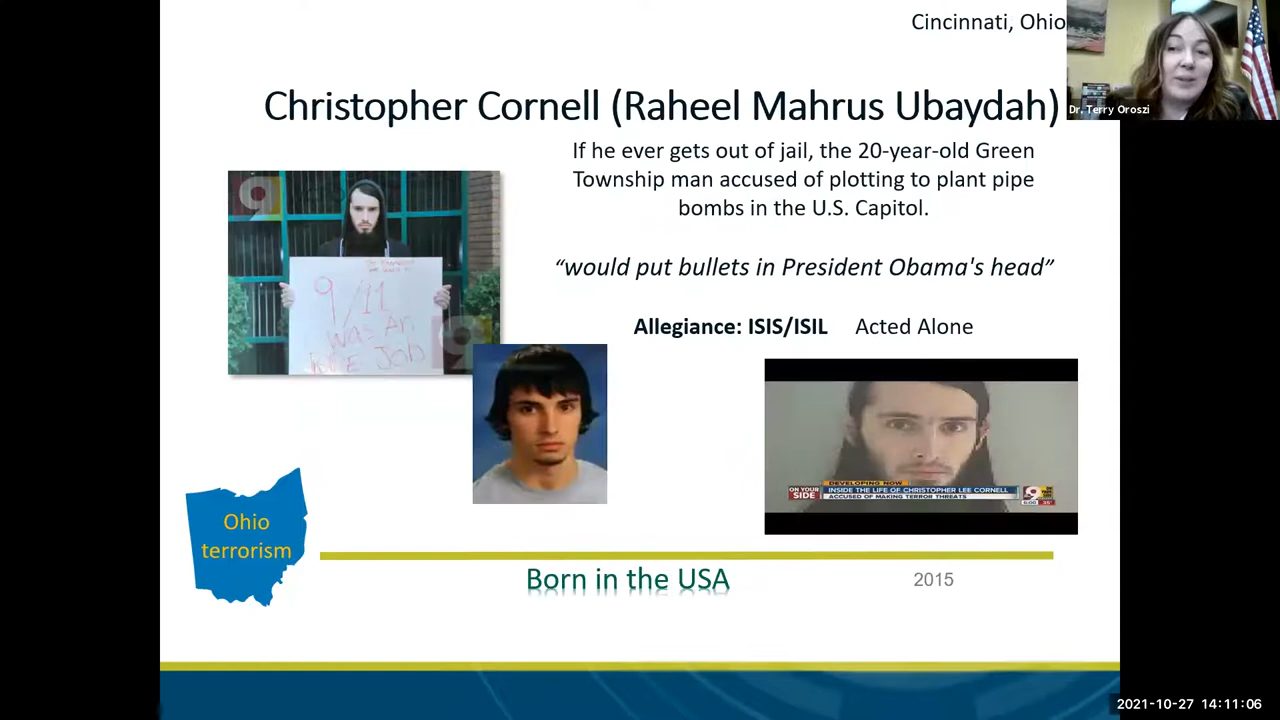 Cincinnati, Ohio
Dr. Terry Oroszi
Christopher Cornell (Raheel Mahrus Ubaydah)
If he ever gets out of jail, the 20-year-old Green
Township man accused of plotting to plant pipe
bombs in the U.S. Capitol.
“would put bullets in President Obama's head”
Allegiance: ISIS/ISIL Acted Alone
9
9/11
was An
Job
DEVELOPING NOW
ON YOUR
SIDE
INSIDE THE LIFE OF CHRISTOPHER LEE CORNELL
ACCUSED OF MAKING TERROR THREATS
9
Ohio
terrorism
Born in the USA
2015
2021-10-27 14:11:06